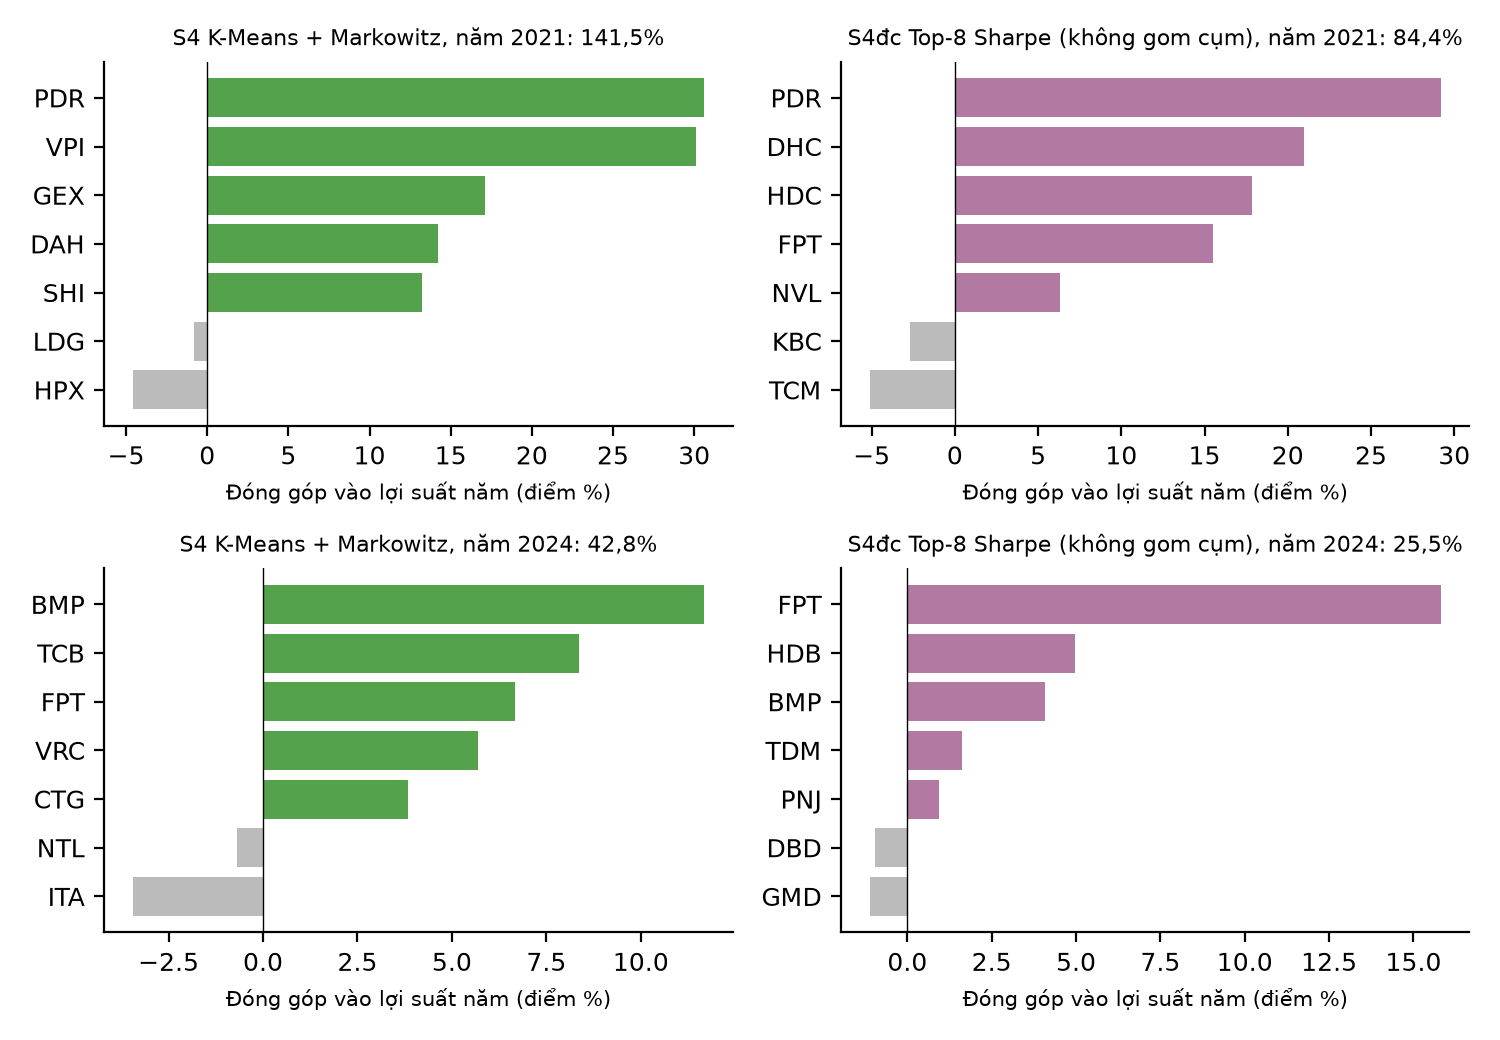 S4 K-Means + Markowitz, năm 2021: 141,5%
PDR
VPI
GEX
DAH
SHI
LDG
HPX
−5 0 5 10 15 20 25 30
Đóng góp vào lợi suất năm (điểm %)
S4đc Top-8 Sharpe (không gom cụm), năm 2021: 84,4%
PDR
DHC
HDC
FPT
NVL
KBC
TCM
−5 0 5 10 15 20 25 30
Đóng góp vào lợi suất năm (điểm %)
S4 K-Means + Markowitz, năm 2024: 42,8%
BMP
TCB
FPT
VRC
CTG
NTL
ITA
−2.5 0.0 2.5 5.0 7.5 10.0
Đóng góp vào lợi suất năm (điểm %)
S4đc Top-8 Sharpe (không gom cụm), năm 2024: 25,5%
FPT
HDB
BMP
TDM
PNJ
DBD
GMD
0.0 2.5 5.0 7.5 10.0 12.5 15.0
Đóng góp vào lợi suất năm (điểm %)